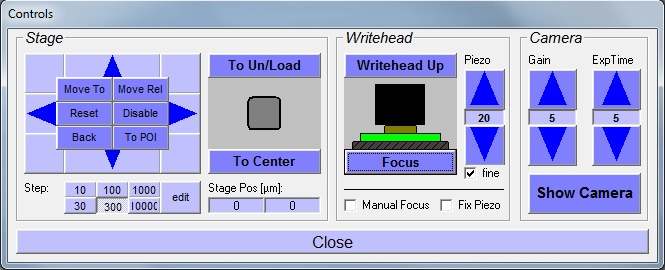 Controls
Stage
Move To Move Rel
Reset Disable
Back To POI
To Un/Load
To Center
Step:
10 100 1000
30 300 10000
edit
Stage Pos [µm]:
0 0
Writehead
Writehead Up
Focus
Piezo
20
fine
Manual Focus Fix Piezo
Camera
Gain ExpTime
5 5
Show Camera
Close